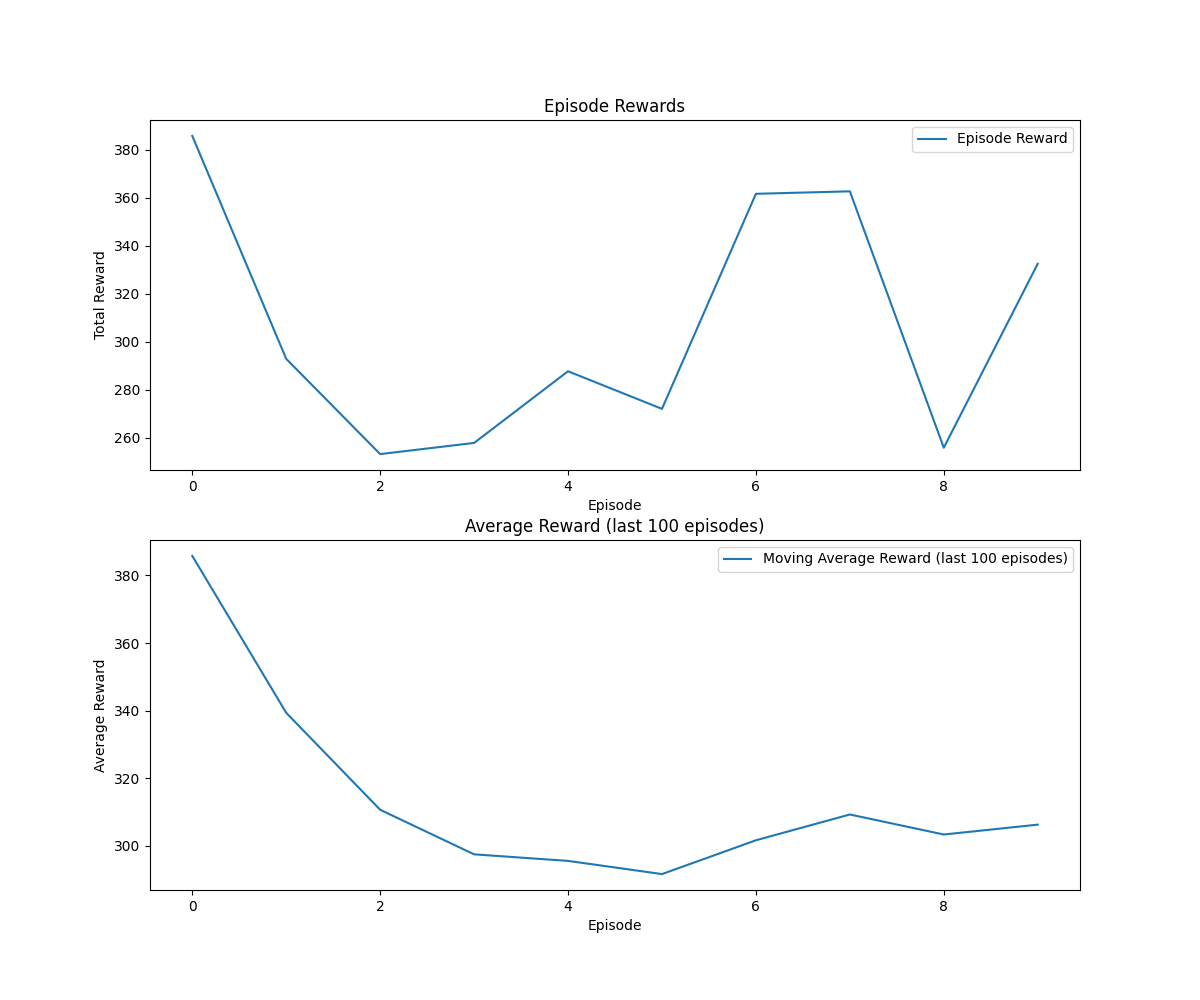 Episode Rewards
Episode Reward
380
360
340
320
300
280
260
Total Reward
0 2 4 6 8
Episode
Average Reward (last 100 episodes)
Moving Average Reward (last 100 episodes)
380
360
340
320
300
Average Reward
0 2 4 6 8
Episode